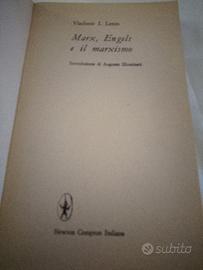 Vladimir I. Lenin
Marx, Engels
e il marxismo
Introduzione di Augusto Illuminati
Newton Compton Italiana
subito